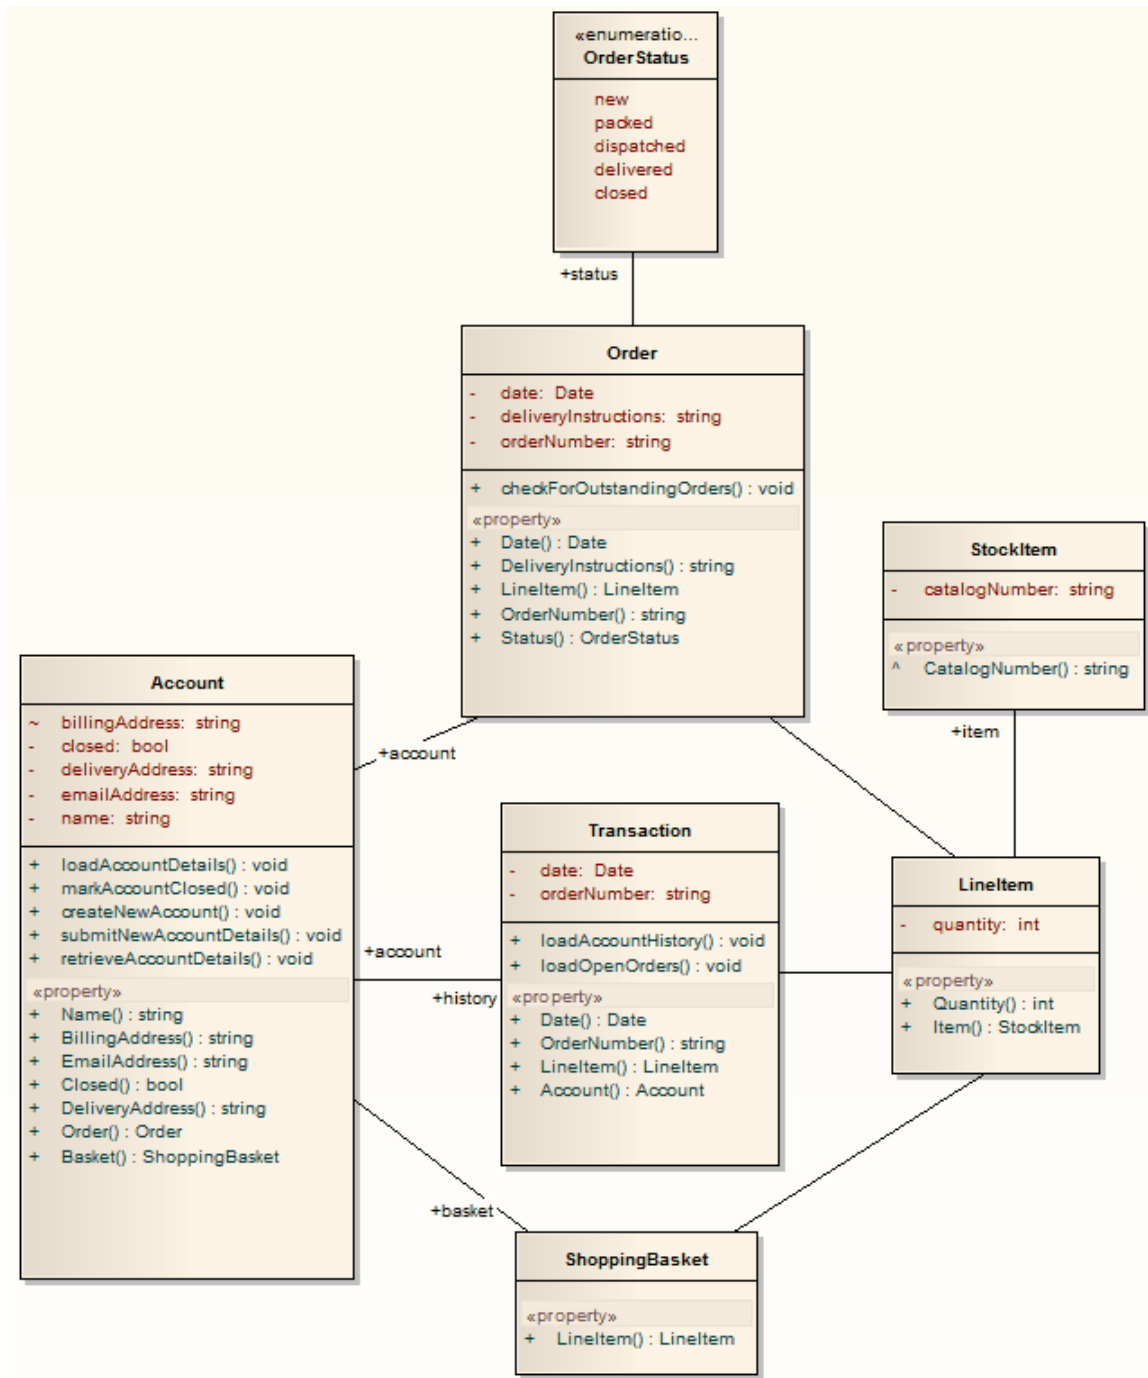 «enumeratio...
OrderStatus
new
packed
dispatched
delivered
closed
+status
Order
- date: Date
- deliveryInstructions: string
- orderNumber: string
+ checkForOutstandingOrders() : void
«property»
+ Date() : Date
+ DeliveryInstructions() : string
+ LineItem() : LineItem
+ OrderNumber() : string
+ Status() : OrderStatus
StockItem
- catalogNumber: string
«property»
^ CatalogNumber() : string
+item
Account
~ billingAddress: string
- closed: bool
- deliveryAddress: string
- emailAddress: string
- name: string
+ loadAccountDetails() : void
+ markAccountClosed() : void
+ createNewAccount() : void
+ submitNewAccountDetails() : void
+ retrieveAccountDetails() : void
«property»
+ Name() : string
+ BillingAddress() : string
+ EmailAddress() : string
+ Closed() : bool
+ DeliveryAddress() : string
+ Order() : Order
+ Basket() : ShoppingBasket
+account
+account
+history
Transaction
- date: Date
- orderNumber: string
+ loadAccountHistory() : void
+ loadOpenOrders() : void
«property»
+ Date() : Date
+ OrderNumber() : string
+ LineItem() : LineItem
+ Account() : Account
LineItem
- quantity: int
«property»
+ Quantity() : int
+ Item() : StockItem
+basket
ShoppingBasket
«property»
+ LineItem() : LineItem